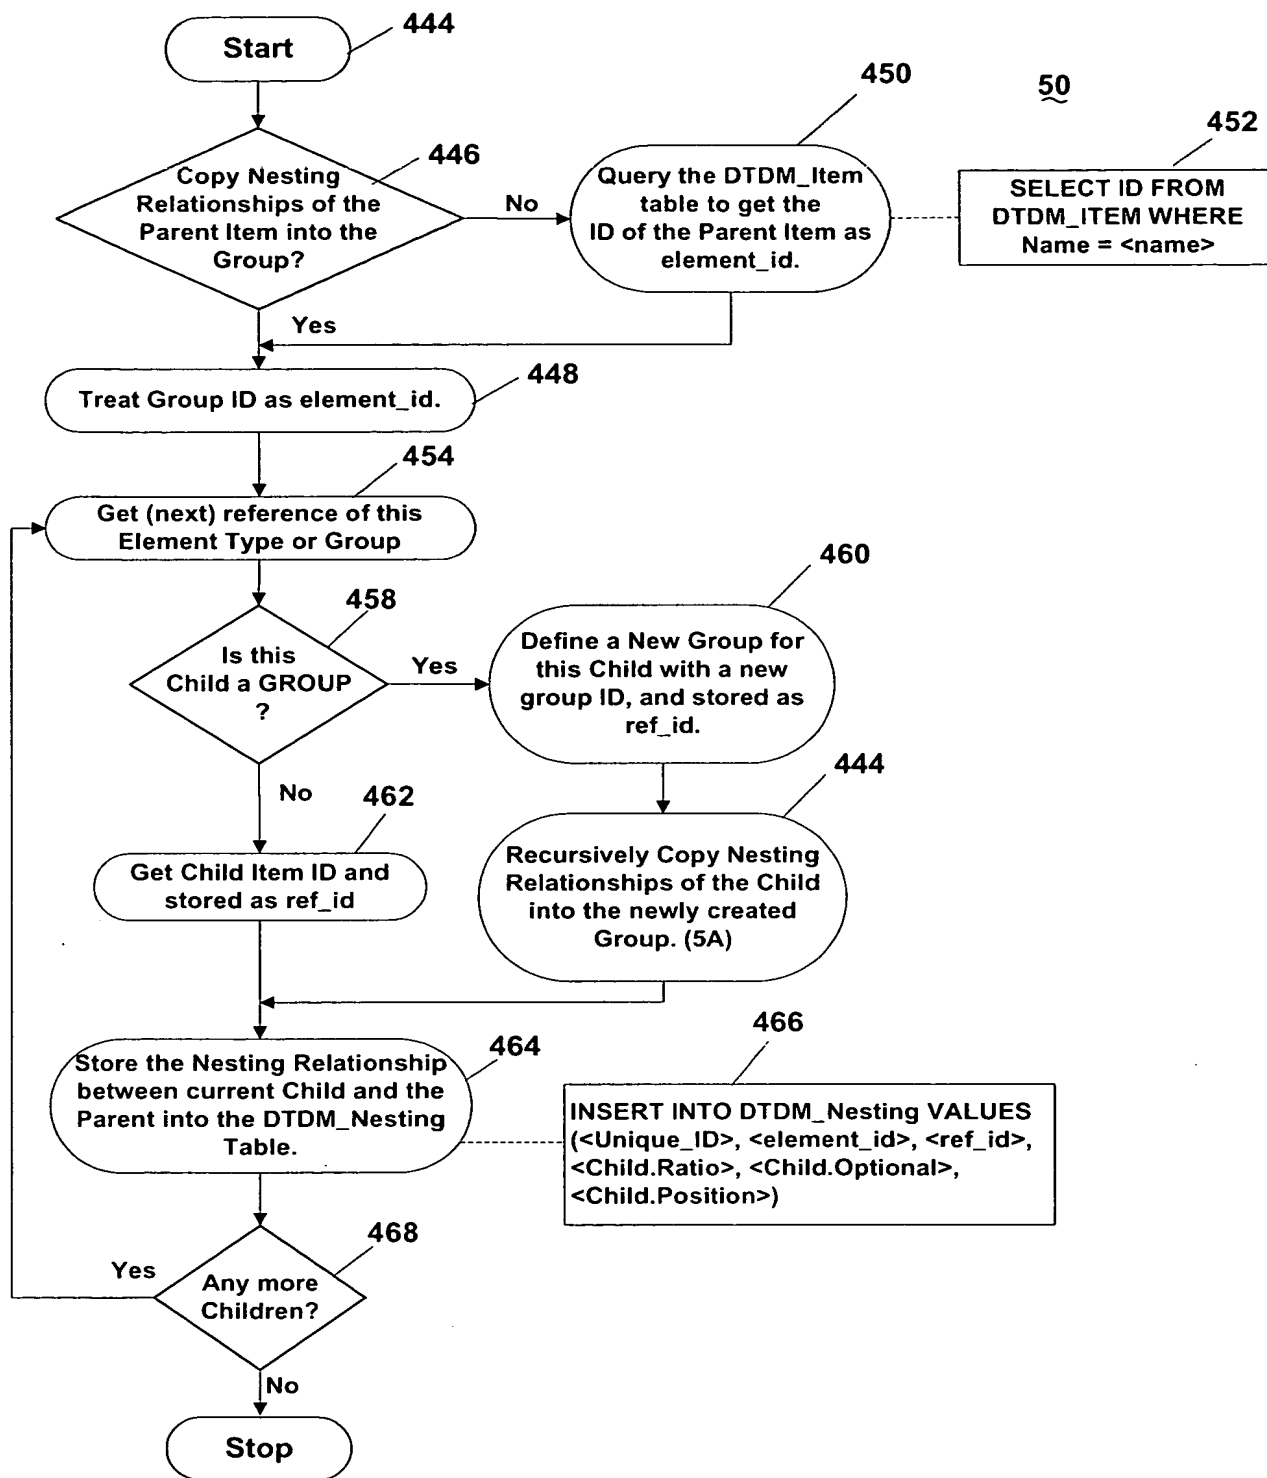 Start
444
50
450
452
446
Copy Nesting
Relationships of the
Parent Item into the
Group?
No
Query the DTDM_Item
table to get the
ID of the Parent Item as
element_id.
SELECT ID FROM
DTDM_ITEM WHERE
Name = <name>
Yes
448
Treat Group ID as element_id.
454
Get (next) reference of this
Element Type or Group
458
460
Is this
Child a GROUP
?
Yes
Define a New Group for
this Child with a new
group ID, and stored as
ref_id.
No
462
444
Get Child Item ID and
stored as ref_id
Recursively Copy Nesting
Relationships of the Child
into the newly created
Group. (5A)
464
466
Store the Nesting Relationship
between current Child and the
Parent into the DTDM_Nesting
Table.
INSERT INTO DTDM_Nesting VALUES
(<Unique_ID>, <element_id>, <ref_id>,
<Child.Ratio>, <Child.Optional>,
<Child.Position>)
468
Yes
Any more
Children?
No
Stop